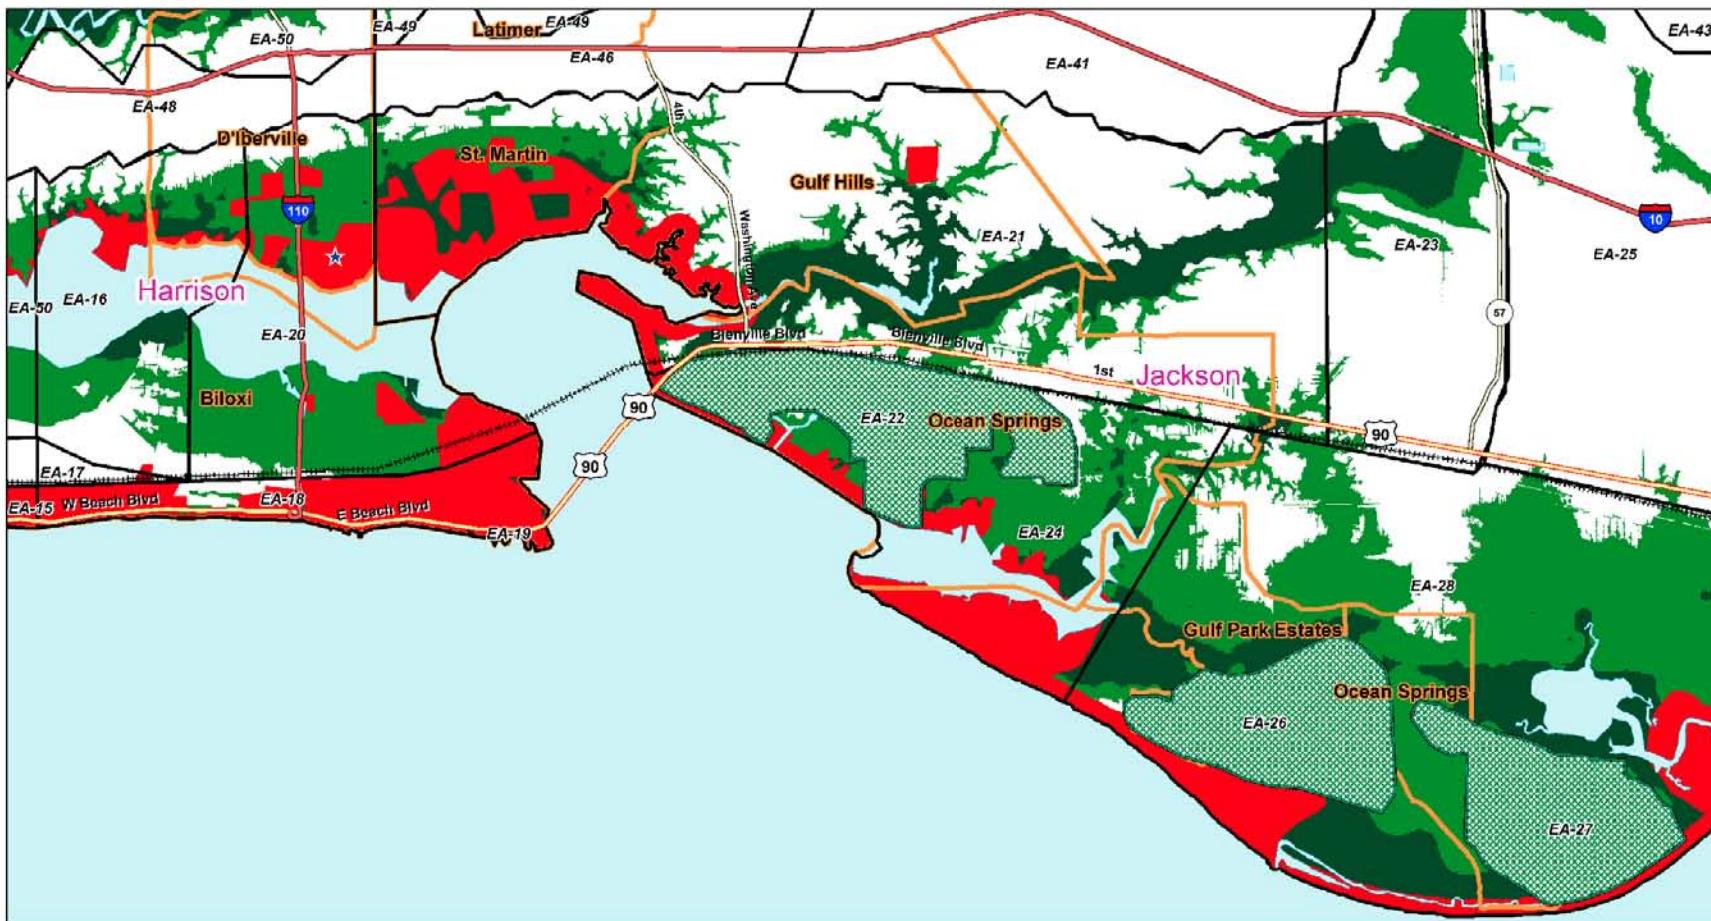 EA-50
EA-49
Latimer
EA-49
EA-43
EA-46
EA-41
EA-48
4th
D'Iberville
St. Martin
Gulf Hills
110
Washington Ave
10
EA-21
EA-23
EA-25
Harrison
EA-50
EA-16
57
EA-20
Bienville Blvd
Bienville Blvd
1st
Jackson
Biloxi
90
EA-22
Ocean Springs
90
90
EA-17
EA-15
W Beach Blvd
EA-18
E Beach Blvd
EA-19
EA-24
EA-28
Gulf Park Estates
Ocean Springs
EA-26
EA-27